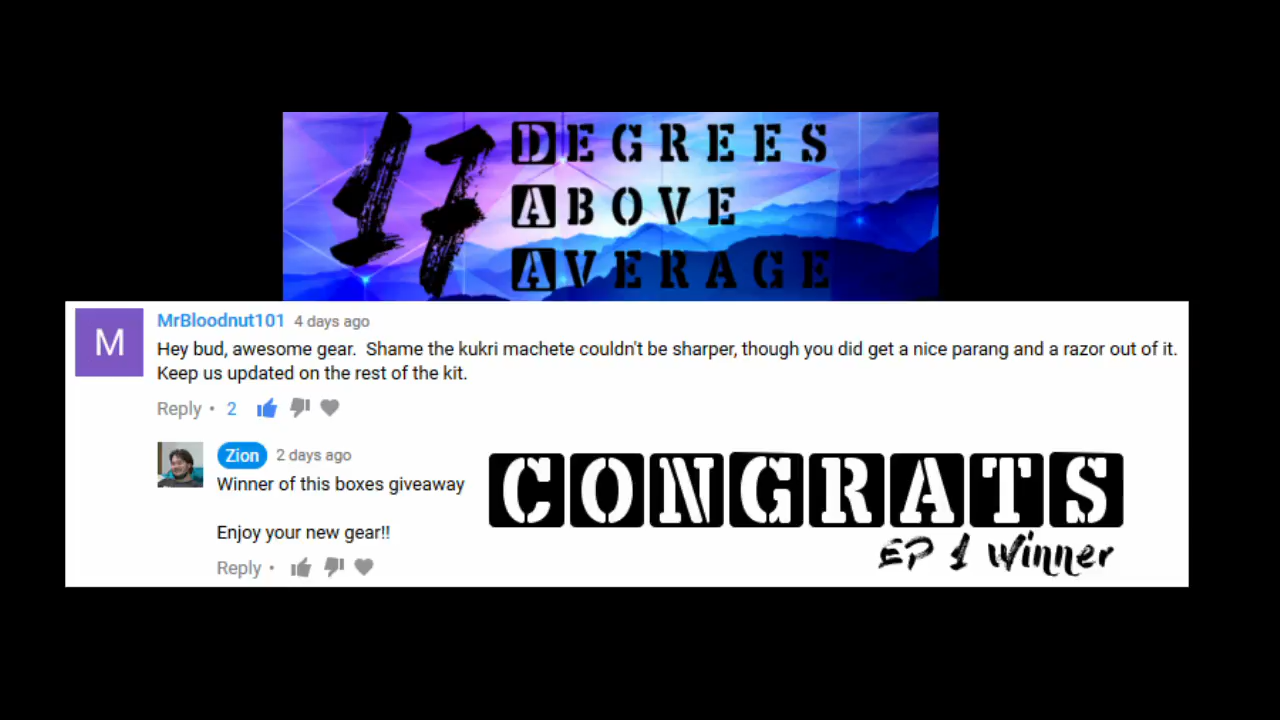 17 DEGREES
ABOVE
AVERAGE
M
MrBloodnut101 4 days ago
Hey bud, awesome gear.  Shame the kukri machete couldn't be sharper, though you did get a nice parang and a razor out of it.
Keep us updated on the rest of the kit.
Reply • 2
Zion 2 days ago
Winner of this boxes giveaway
Enjoy your new gear!!
Reply •
CONGRATS
EP 1 Winner